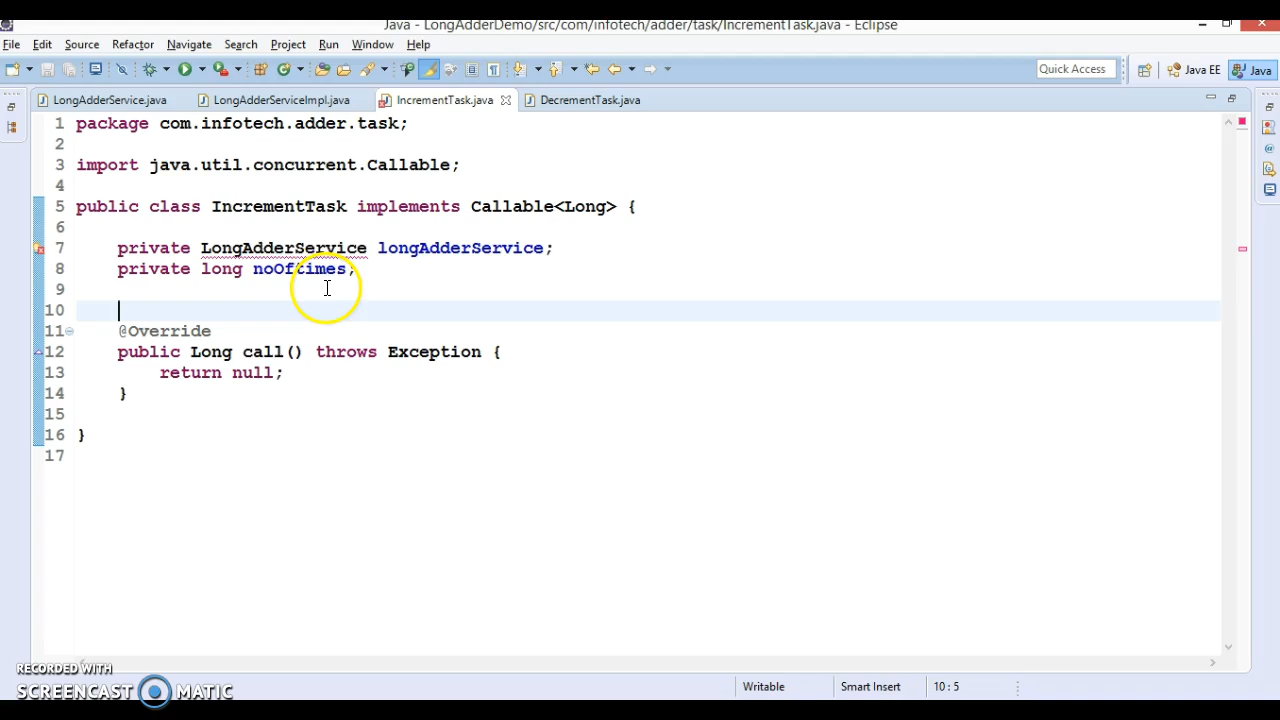 Java - LongAdderDemo/src/com/infotech/adder/task/IncrementTask.java - Eclipse
File Edit Source Refactor Navigate Search Project Run Window Help
Quick Access Java EE Java
LongAdderService.java LongAdderServiceImpl.java IncrementTask.java DecrementTask.java
1 package com.infotech.adder.task;
2
3 import java.util.concurrent.Callable;
4
5 public class IncrementTask implements Callable<Long> {
6
7 private LongAdderService longAdderService;
8 private long noOftimes;
9
10
11 @Override
12 public Long call() throws Exception {
13 return null;
14 }
15
16 }
17
RECORDED WITH
SCREENCAST MATIC
Writable Smart Insert 10 : 5